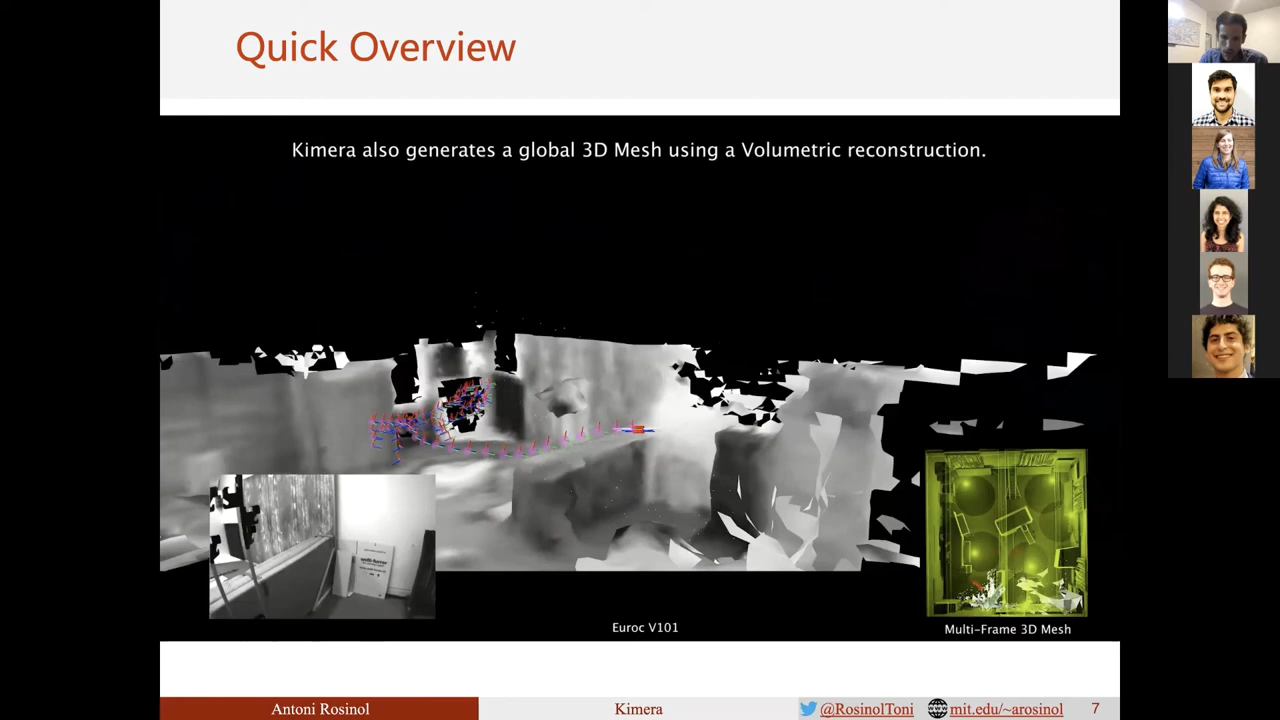 Quick Overview
Kimera also generates a global 3D Mesh using a Volumetric reconstruction.
Euroc V101
Multi-Frame 3D Mesh
Antoni Rosinol
Kimera
@RosinolToni
mit.edu/~arosinol
7